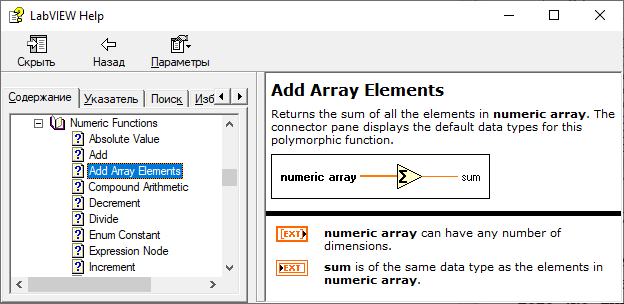 LabVIEW Help
Скрыть
Назад
Параметры
Содержание
Указатель
Поиск
Изб
Numeric Functions
Absolute Value
Add
Add Array Elements
Compound Arithmetic
Decrement
Divide
Enum Constant
Expression Node
Increment
Add Array Elements
Returns the sum of all the elements in numeric array. The
connector pane displays the default data types for this
polymorphic function.
numeric array Σ sum
EXT numeric array can have any number of
dimensions.
EXT sum is of the same data type as the elements in
numeric array.